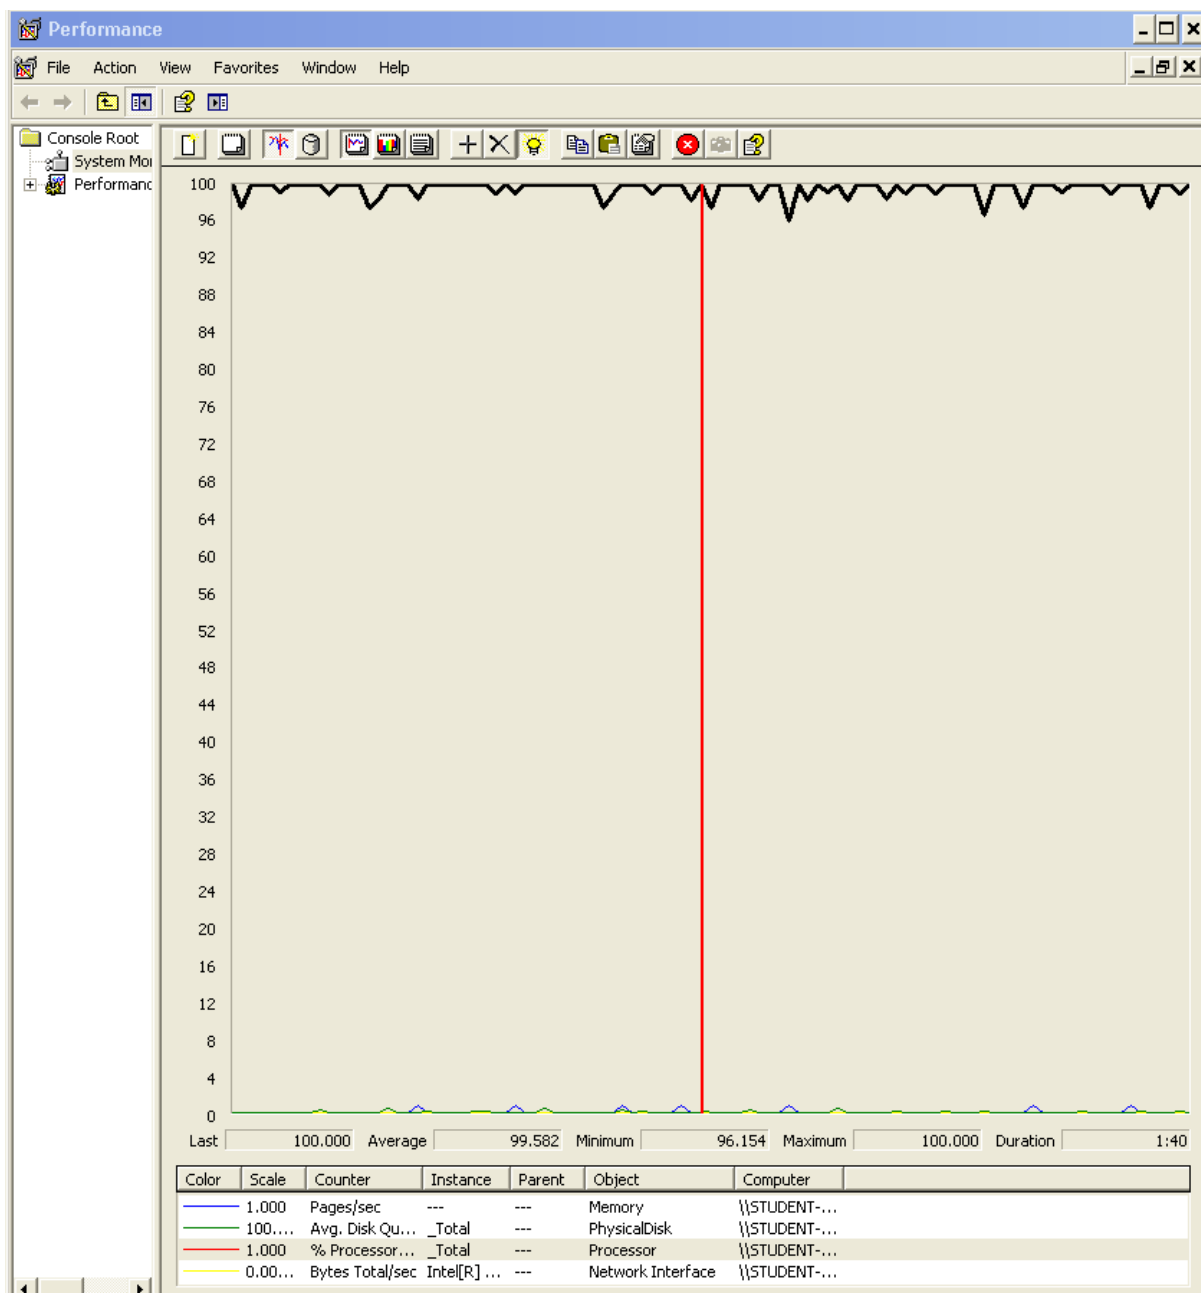 Performance
File Action View Favorites Window Help
Console Root
System Mo
Performanc
100
96
92
88
84
80
76
72
68
64
60
56
52
48
44
40
36
32
28
24
20
16
12
8
4
0
Last 100.000 Average 99.582 Minimum 96.154 Maximum 100.000 Duration 1:40
Color Scale Counter Instance Parent Object Computer
1.000 Pages/sec --- --- Memory \\STUDENT-...
100.... Avg. Disk Qu... _Total --- PhysicalDisk \\STUDENT-...
1.000 % Processor... _Total --- Processor \\STUDENT-...
0.00... Bytes Total/sec Intel[R] ... --- Network Interface \\STUDENT-...